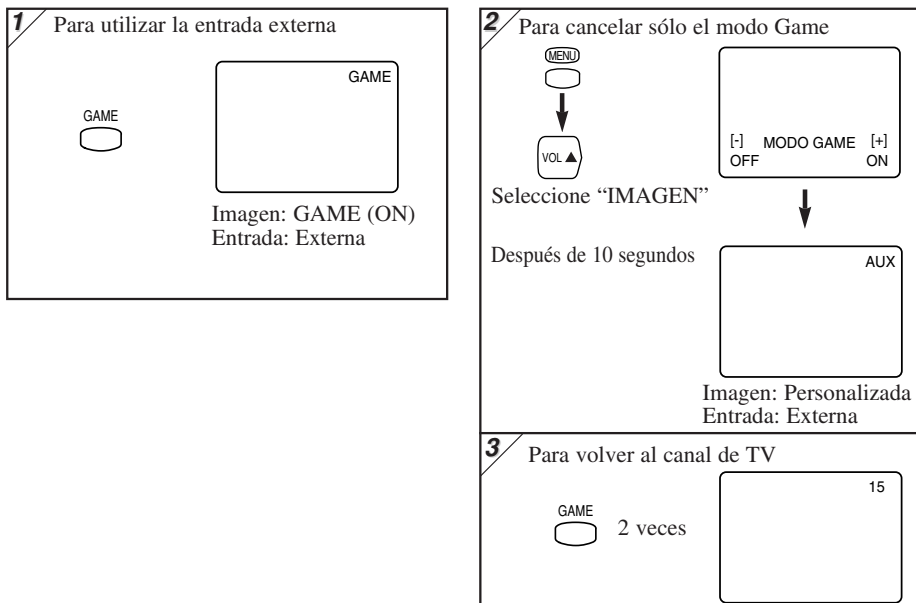 1
Para utilizar la entrada externa
GAME
GAME
Imagen: GAME (ON)
Entrada: Externa
2
Para cancelar sólo el modo Game
MENU
VOL ▲
Seleccione “IMAGEN”
[-] MODO GAME [+]
OFF ON
Después de 10 segundos
AUX
Imagen: Personalizada
Entrada: Externa
3
Para volver al canal de TV
GAME
2 veces
15